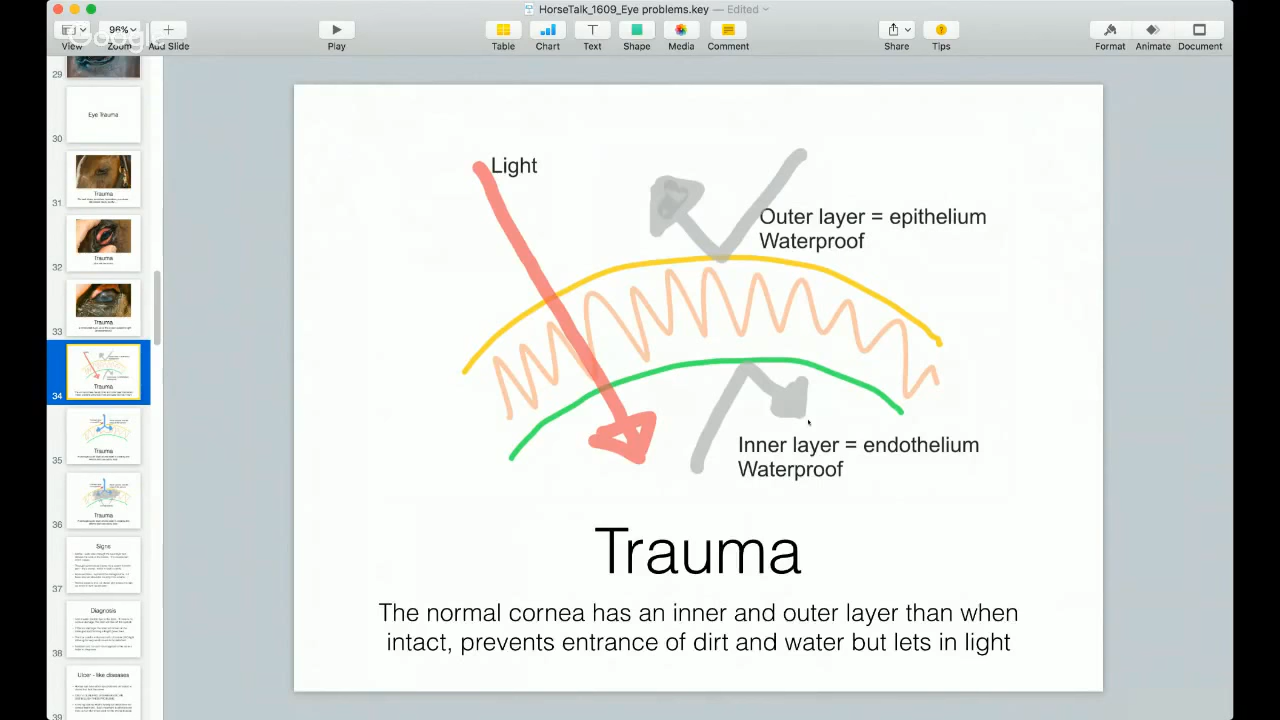 HorseTalk_1609_Eye problems.key — Edited
96%
Google
View
Zoom
Add Slide
Play
Table
Chart
Text
Shape
Media
Comment
Share
Tips
Format
Animate
Document
29
Eye Trauma
30
Trauma
31
Trauma
32
Trauma
33
Trauma
34
Trauma
35
Trauma
36
Signs
37
Diagnosis
38
Ulcer - like diseases
39
Light
Outer layer = epithelium
Waterproof
Inner layer = endothelium
Waterproof
Trauma
The normal cornea has an inner and outer layer than when
intact, prevents entrance of dirt and water but lets in light